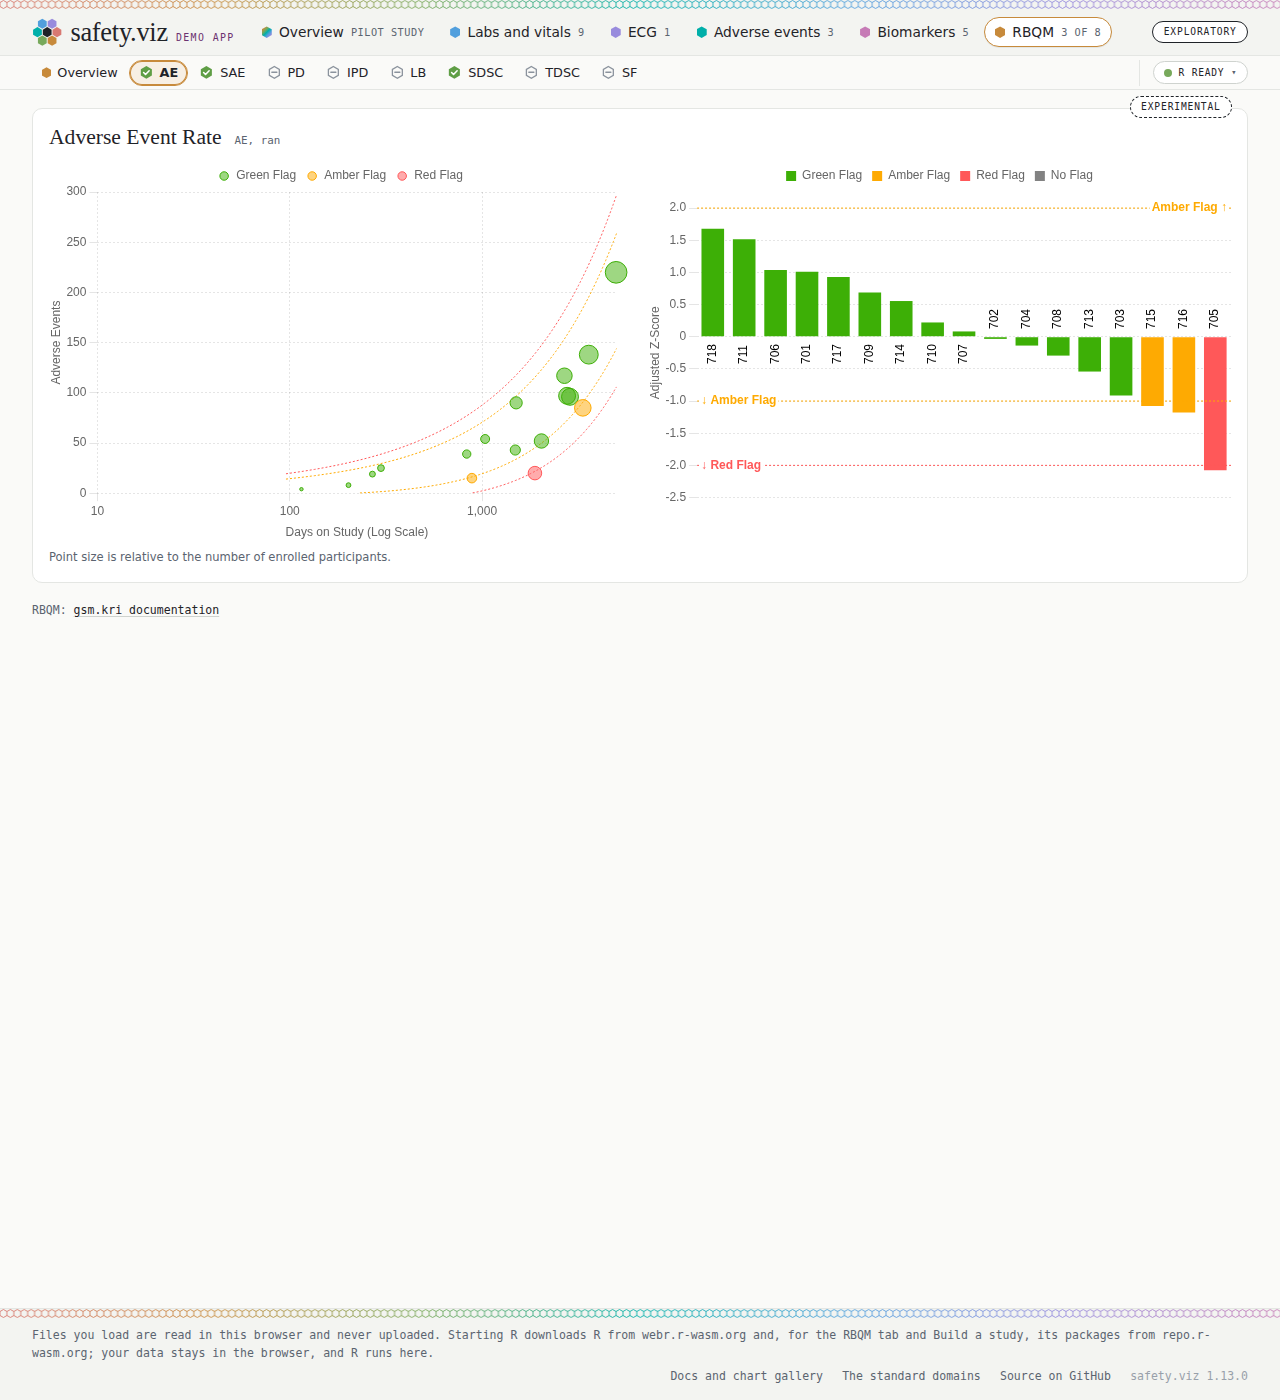 safety.viz DEMO APP
Overview PILOT STUDY
Labs and vitals 9
ECG 1
Adverse events 3
Biomarkers 5
RBQM 3 OF 8
EXPLORATORY
Overview
AE
SAE
PD
IPD
LB
SDSC
TDSC
SF
R READY ▾
EXPERIMENTAL
Adverse Event Rate AE, ran
Green Flag Amber Flag Red Flag
300
250
200
150
100
50
0
Adverse Events
10 100 1,000
Days on Study (Log Scale)
Green Flag Amber Flag Red Flag No Flag
2.0
1.5
1.0
0.5
0
-0.5
-1.0
-1.5
-2.0
-2.5
Adjusted Z-Score
Amber Flag ↑
↓ Amber Flag
↓ Red Flag
718 711 706 701 717 709 714 710 707 702 704 708 713 703 715 716 705
Point size is relative to the number of enrolled participants.
RBQM: gsm.kri documentation
Files you load are read in this browser and never uploaded. Starting R downloads R from webr.r-wasm.org and, for the RBQM tab and Build a study, its packages from repo.r-
wasm.org; your data stays in the browser, and R runs here.
Docs and chart gallery The standard domains Source on GitHub safety.viz 1.13.0